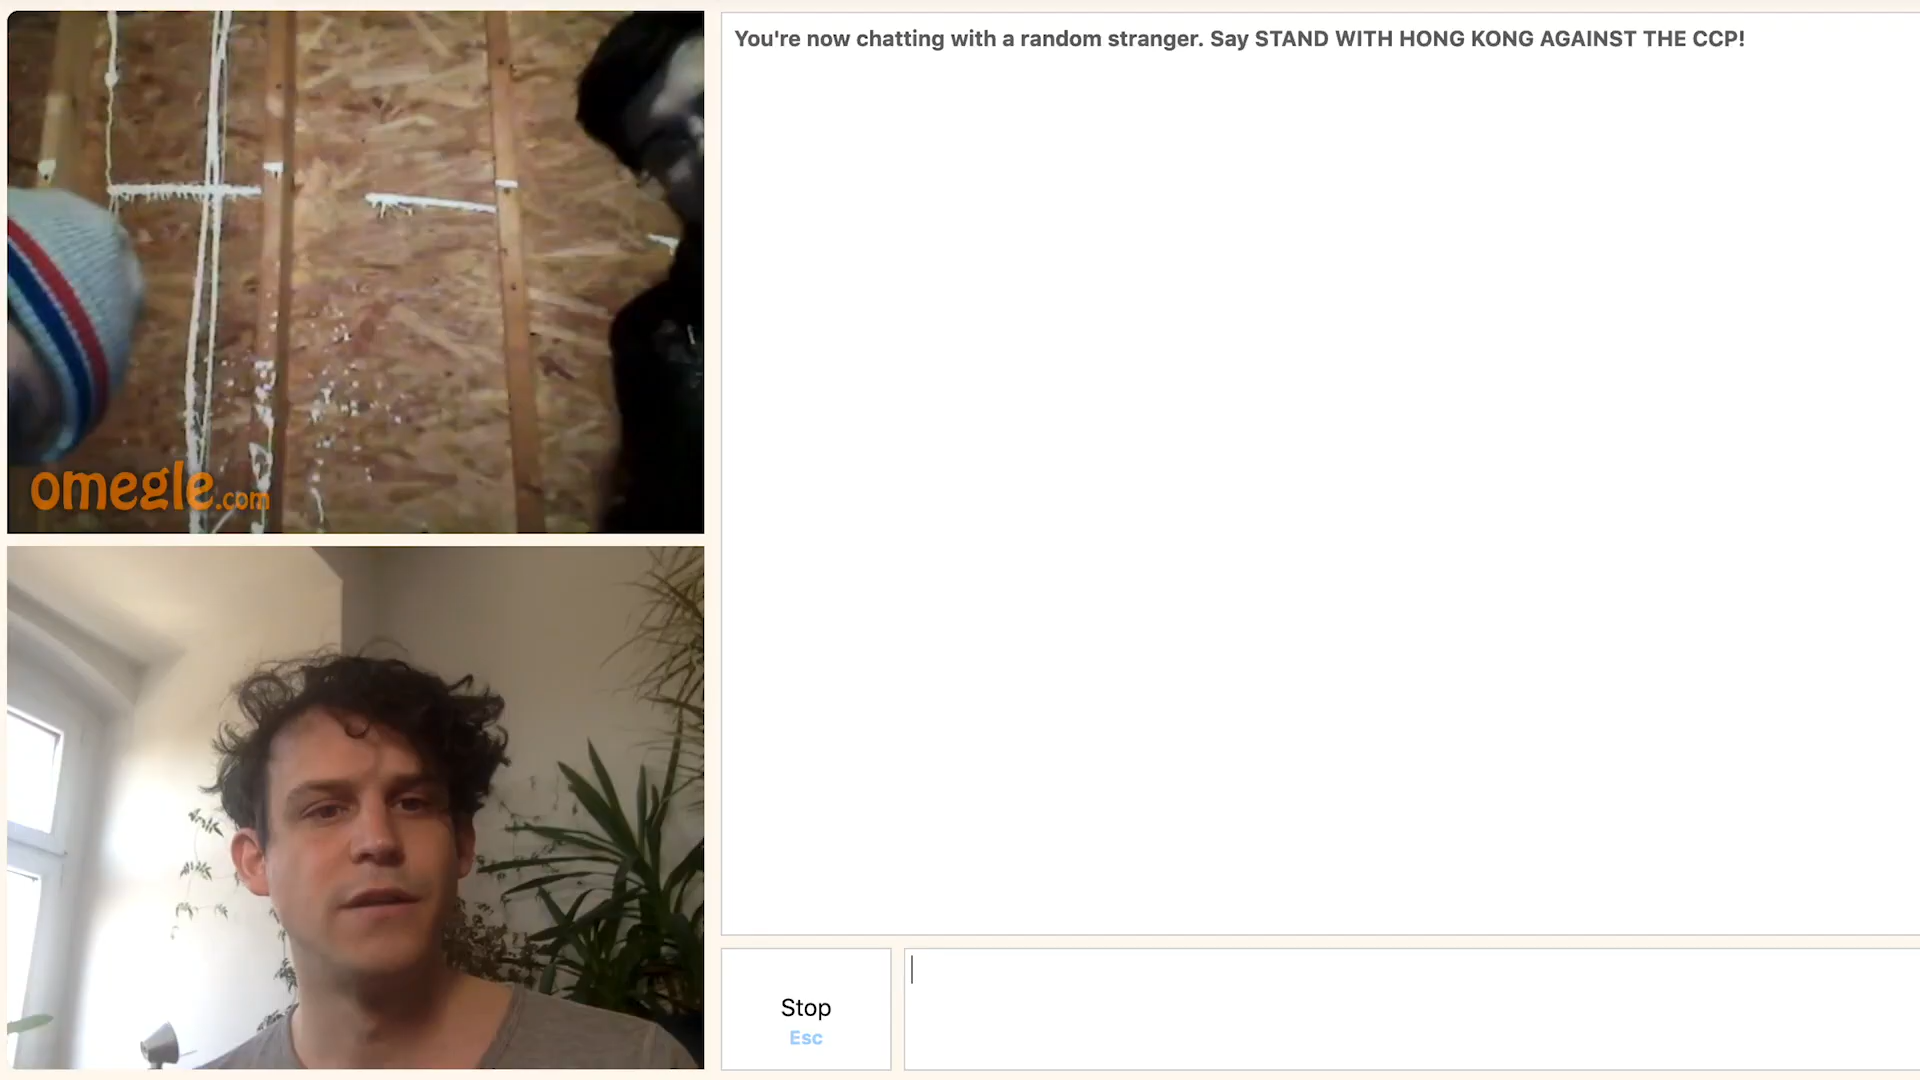 You're now chatting with a random stranger. Say STAND WITH HONG KONG AGAINST THE CCP!
omegle.com
Stop
Esc